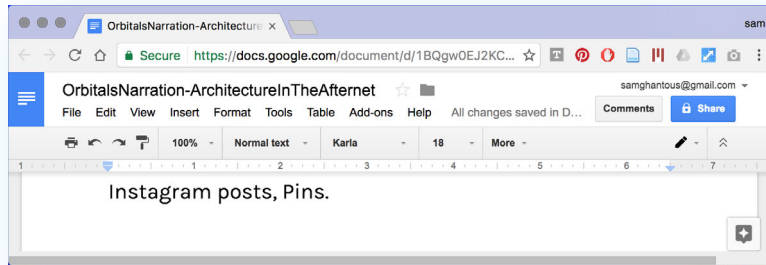 OrbitalsNarration-Architecture ×
sam
Secure https://docs.google.com/document/d/1BQgw0EJ2KC...
OrbitalsNarration-ArchitectureInTheAfternet
samghantous@gmail.com
File Edit View Insert Format Tools Table Add-ons Help All changes saved in D...
Comments Share
100% Normal text Karla 18 More
1 1 2 3 4 5 6 7
Instagram posts, Pins.